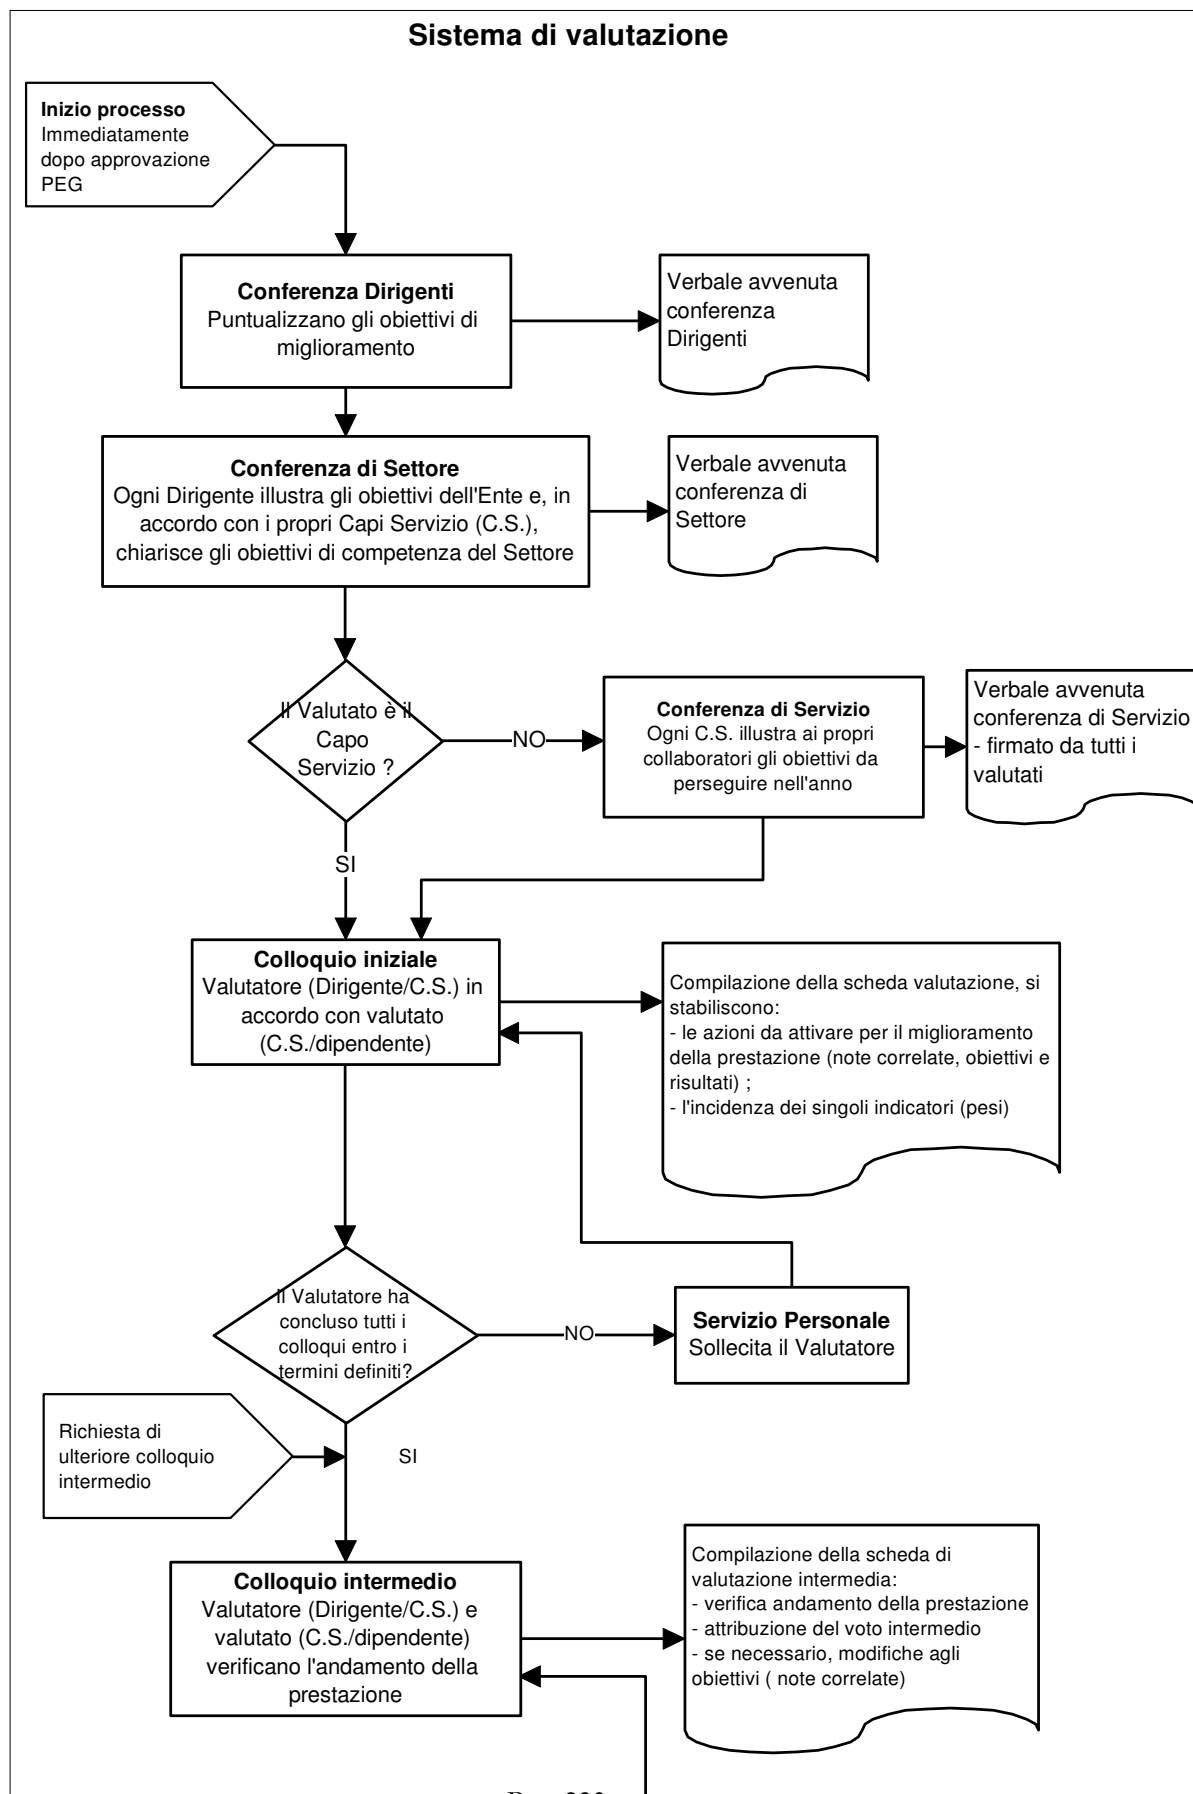 Sistema di valutazione
Inizio processo
Immediatamente
dopo approvazione
PEG
Conferenza Dirigenti
Puntualizzano gli obiettivi di
miglioramento
Verbale avvenuta
conferenza
Dirigenti
Conferenza di Settore
Ogni Dirigente illustra gli obiettivi dell'Ente e, in
accordo con i propri Capi Servizio (C.S.),
chiarisce gli obiettivi di competenza del Settore
Verbale avvenuta
conferenza di
Settore
Il Valutato è il
Capo
Servizio ?
NO
Conferenza di Servizio
Ogni C.S. illustra ai propri
collaboratori gli obiettivi da
perseguire nell'anno
Verbale avvenuta
conferenza di Servizio
- firmato da tutti i
valutati
SI
Colloquio iniziale
Valutatore (Dirigente/C.S.) in
accordo con valutato
(C.S./dipendente)
Compilazione della scheda valutazione, si
stabiliscono:
- le azioni da attivare per il miglioramento
della prestazione (note correlate, obiettivi e
risultati) ;
- l'incidenza dei singoli indicatori (pesi)
Il Valutatore ha
concluso tutti i
colloqui entro i
termini definiti?
NO
Servizio Personale
Sollecita il Valutatore
Richiesta di
ulteriore colloquio
intermedio
SI
Colloquio intermedio
Valutatore (Dirigente/C.S.) e
valutato (C.S./dipendente)
verificano l'andamento della
prestazione
Compilazione della scheda di
valutazione intermedia:
- verifica andamento della prestazione
- attribuzione del voto intermedio
- se necessario, modifiche agli
obiettivi ( note correlate)